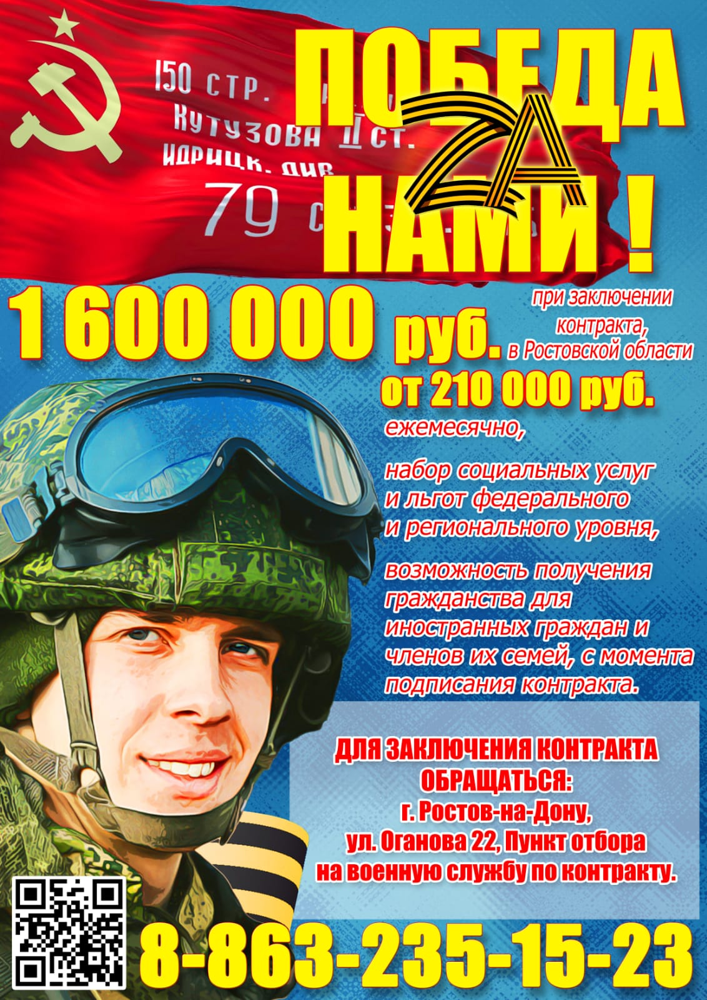 150 СТР.
КУТУЗОВА II СТ.
ИДРИЦК. ДИВ
79 С
ПОБЕДА
ZA
НАМИ !
1 600 000 руб.
при заключении
контракта,
в Ростовской области
от 210 000 руб.
ежемесячно,
набор социальных услуг
и льгот федерального
и регионального уровня,
возможность получения
гражданства для
иностранных граждан и
членов их семей, с момента
подписания контракта.
ДЛЯ ЗАКЛЮЧЕНИЯ КОНТРАКТА
ОБРАЩАТЬСЯ:
г. Ростов-на-Дону,
ул. Оганова 22, Пункт отбора
на военную службу по контракту.
8-863-235-15-23